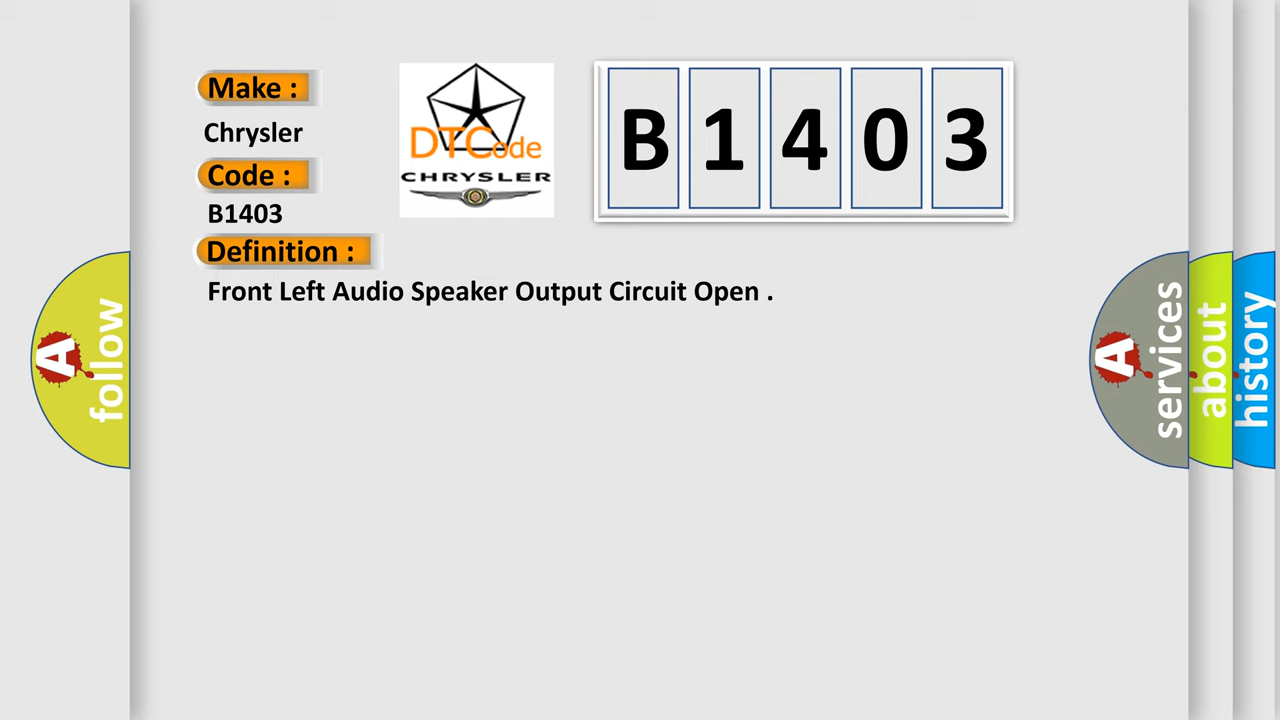 Make :
Chrysler
Code :
B1403
Definition :
Front Left Audio Speaker Output Circuit Open .
DTCode
CHRYSLER
B 1 4 0 3
A
follow
A
services
about
history